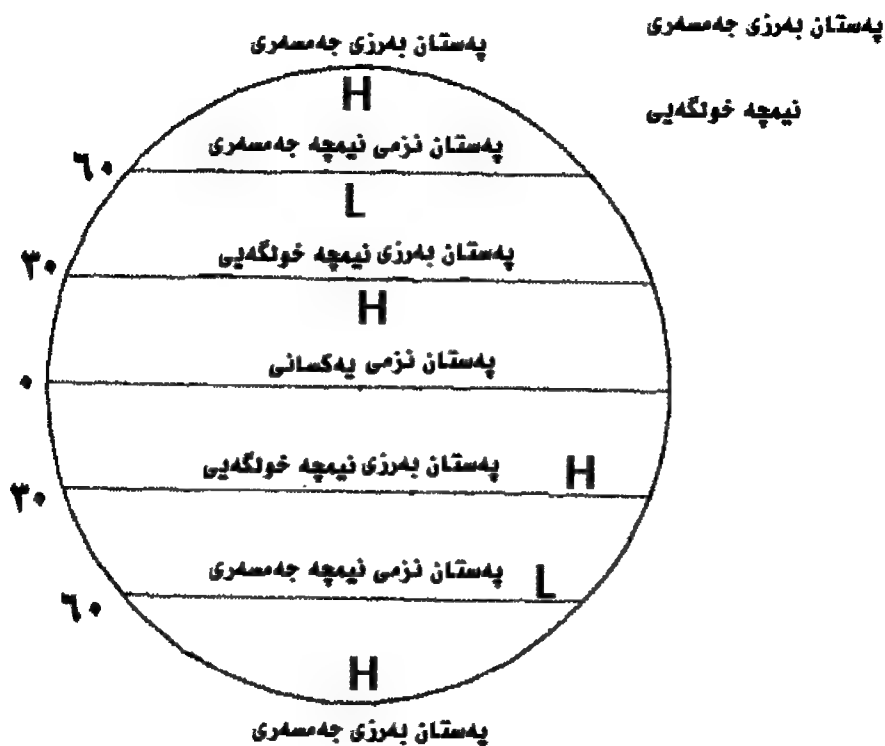 پەستان بەرزی جەمسەری
نیمچە خولگەیی
پەستان بەرزی جەمسەری
H
پەستان نزمی نیمچە جەمسەری
٦٠
L
پەستان بەرزی نیمچە خولگەیی
٣٠
H
پەستان نزمی یەکسانی
٠
پەستان بەرزی نیمچە خولگەیی H
٣٠
پەستان نزمی نیمچە جەمسەری L
٦٠
H
پەستان بەرزی جەمسەری